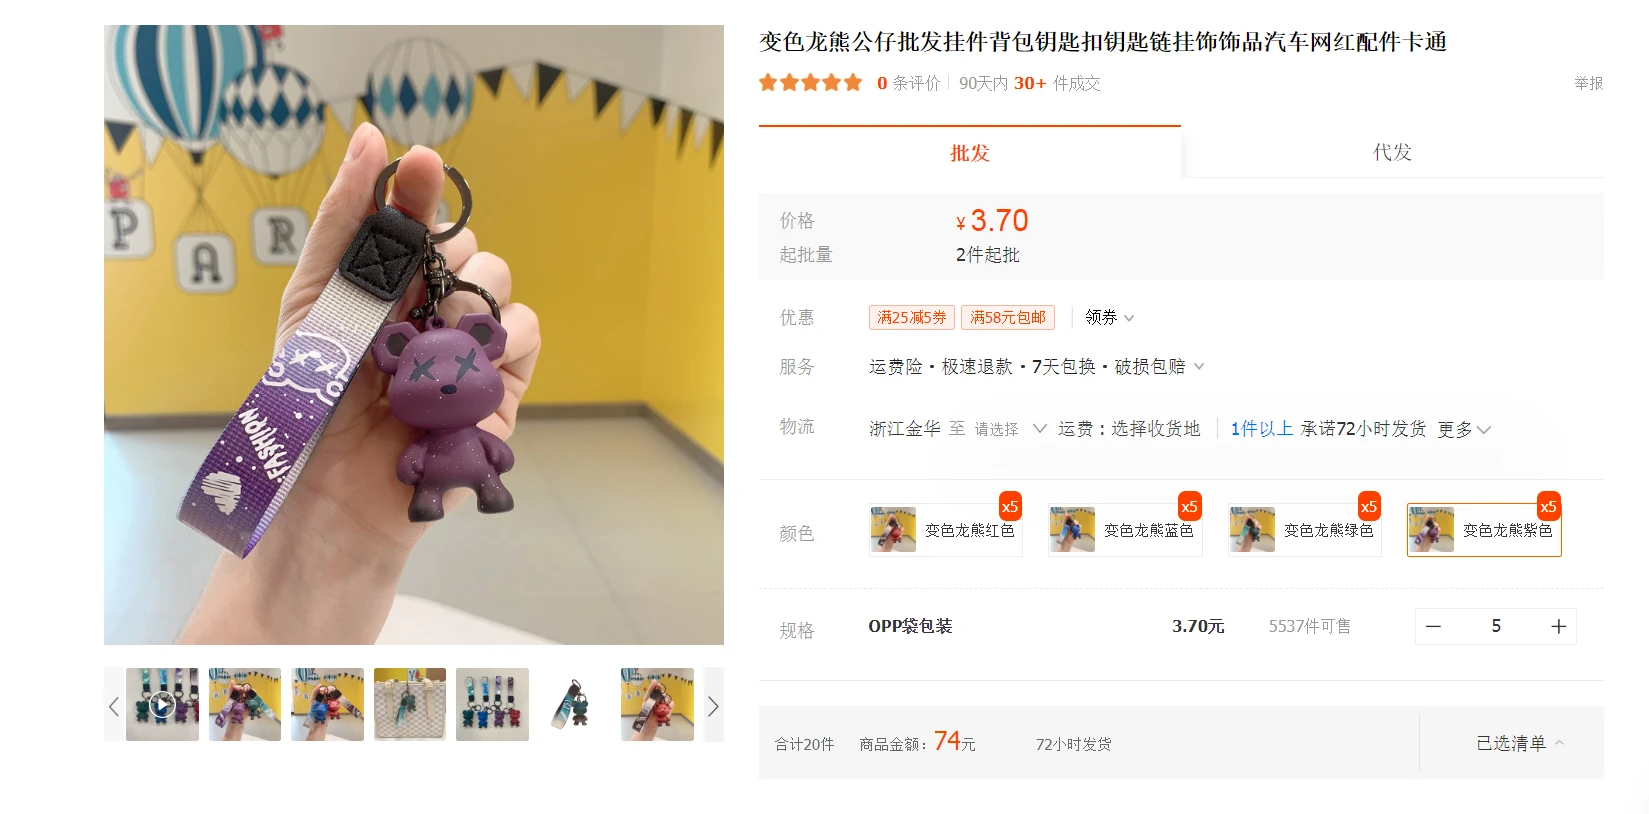 变色龙熊公仔批发挂件背包钥匙扣钥匙链挂饰饰品汽车网红配件卡通
0 条评价 90天内 30+ 件成交 举报
批发 代发
价格 ¥3.70
起批量 2件起批
优惠 满25减5券 满58元包邮 领券
服务 运费险·极速退款·7天包换·破损包赔
物流 浙江金华 至 请选择 运费：选择收货地 1件以上 承诺72小时发货 更多
x5 x5 x5 x5
颜色 变色龙熊红色 变色龙熊蓝色 变色龙熊绿色 变色龙熊紫色
规格 OPP袋包装 3.70元 5537件可售 5
合计20件 商品金额：74元 72小时发货 已选清单
P
A
R
FASHION